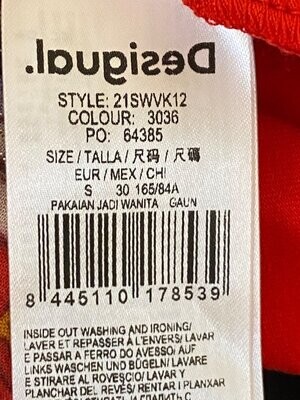 Desigual.
STYLE: 21SWVK12
COLOUR: 3036
PO: 64385
SIZE / TALLA / 尺码 / 尺碼
EUR / MEX / CHI
S 30 165/84A
PAKAIAN JADI WANITA GAUN
8 445110 178539
INSIDE OUT WASHING AND IRONING/
LAVER ET REPASSER À L'ENVERS/ LAVAR
E PASSAR A FERRO DO AVESSO/ AUF
LINKS WASCHEN UND BÜGELN/ LAVARE
E STIRARE AL ROVESCIO/ LAVAR Y
PLANCHAR DEL REVÉS/ RENTAR I PLANXAR